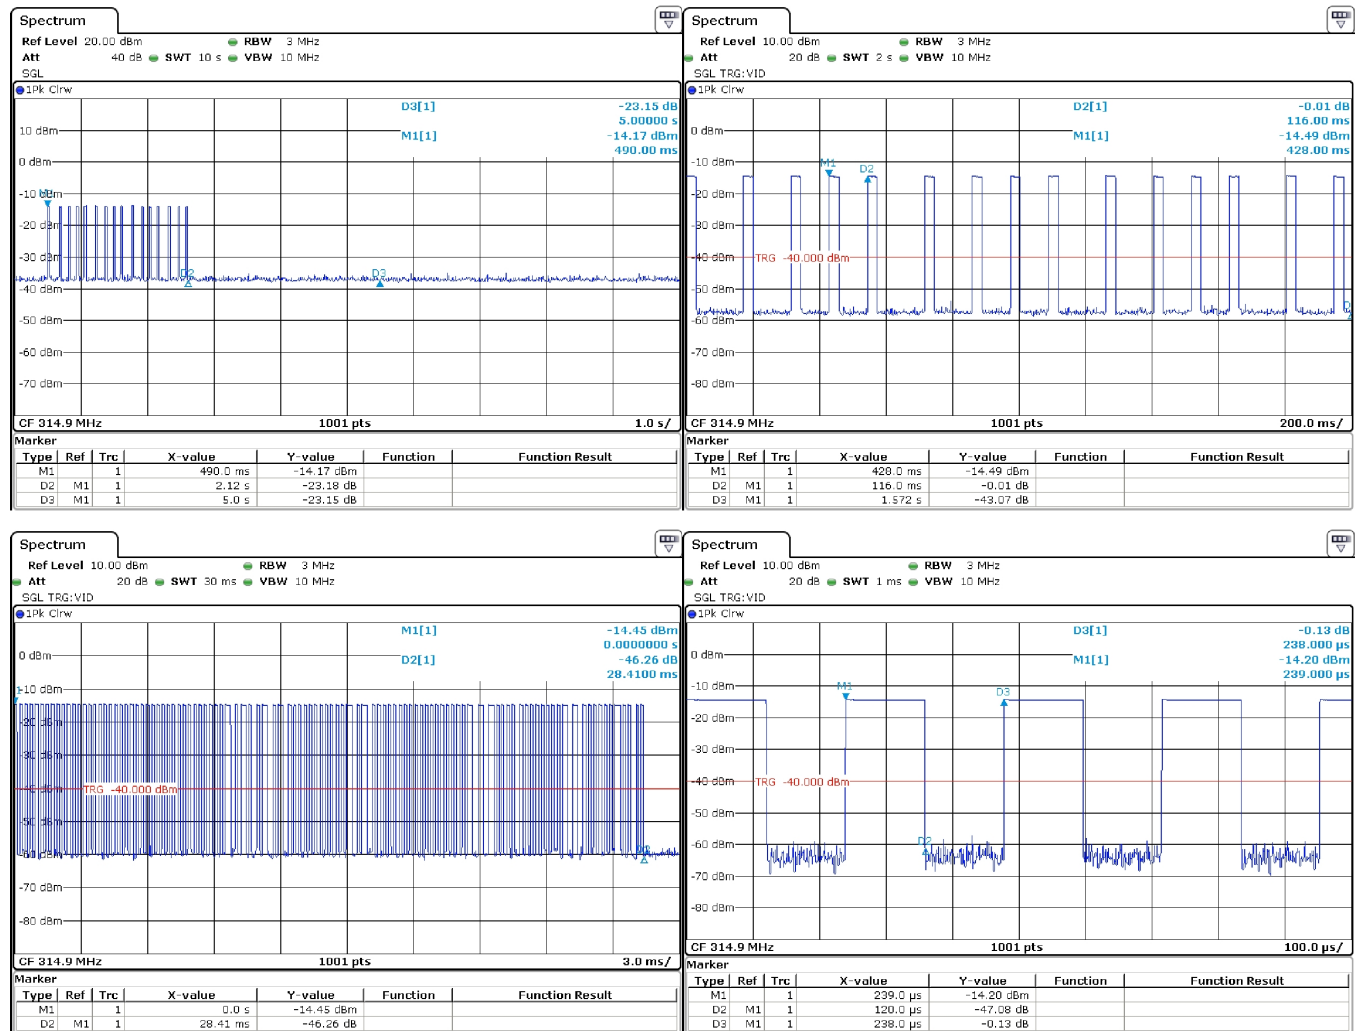 Spectrum
Ref Level 20.00 dBm RBW 3 MHz
Att 40 dB SWT 10 s VBW 10 MHz
SGL
1Pk Clrw
D3[1] -23.15 dB
5.00000 s
M1[1] -14.17 dBm
490.00 ms
10 dBm
0 dBm
-10 dBm
-20 dBm
-30 dBm
D2 D3
-40 dBm
-50 dBm
-60 dBm
-70 dBm
CF 314.9 MHz 1001 pts 1.0 s/
Marker
Type Ref Trc X-value Y-value Function Function Result
M1 1 490.0 ms -14.17 dBm
D2 M1 1 2.12 s -23.18 dB
D3 M1 1 5.0 s -23.15 dB
Spectrum
Ref Level 10.00 dBm RBW 3 MHz
Att 20 dB SWT 2 s VBW 10 MHz
SGL TRG:VID
1Pk Clrw
D2[1] -0.01 dB
116.00 ms
M1[1] -14.49 dBm
428.00 ms
0 dBm
-10 dBm
M1 D2
-20 dBm
-30 dBm
-40 dBm
TRG -40.000 dBm
-50 dBm
-60 dBm
-70 dBm
-80 dBm
CF 314.9 MHz 1001 pts 200.0 ms/
Marker
Type Ref Trc X-value Y-value Function Function Result
M1 1 428.0 ms -14.49 dBm
D2 M1 1 116.0 ms -0.01 dB
D3 M1 1 1.572 s -43.07 dB
Spectrum
Ref Level 10.00 dBm RBW 3 MHz
Att 20 dB SWT 30 ms VBW 10 MHz
SGL TRG:VID
1Pk Clrw
M1[1] -14.45 dBm
0.0000000 s
D2[1] -46.26 dB
28.4100 ms
0 dBm
-10 dBm
-20 dBm
-30 dBm
-40 dBm
TRG -40.000 dBm
-50 dBm
D2
-60 dBm
-70 dBm
-80 dBm
CF 314.9 MHz 1001 pts 3.0 ms/
Marker
Type Ref Trc X-value Y-value Function Function Result
M1 1 0.0 s -14.45 dBm
D2 M1 1 28.41 ms -46.26 dB
Spectrum
Ref Level 10.00 dBm RBW 3 MHz
Att 20 dB SWT 1 ms VBW 10 MHz
SGL TRG:VID
1Pk Clrw
D3[1] -0.13 dB
238.000 µs
M1[1] -14.20 dBm
239.000 µs
0 dBm
-10 dBm
M1 D3
-20 dBm
-30 dBm
-40 dBm
TRG -40.000 dBm
-50 dBm
D2
-60 dBm
-70 dBm
-80 dBm
CF 314.9 MHz 1001 pts 100.0 µs/
Marker
Type Ref Trc X-value Y-value Function Function Result
M1 1 239.0 µs -14.20 dBm
D2 M1 1 120.0 µs -47.08 dB
D3 M1 1 238.0 µs -0.13 dB